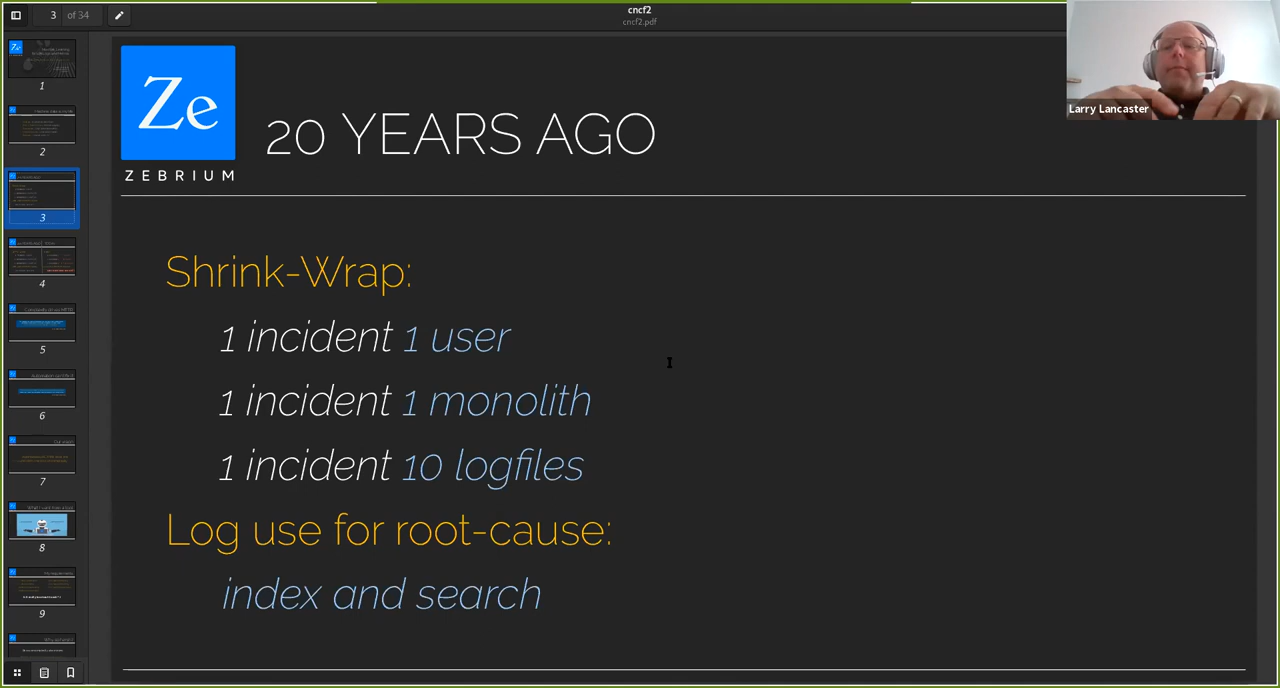 3 of 34
cncf2
cncf2.pdf
Larry Lancaster
Ze
ZEBRIUM
20 YEARS AGO
Shrink-Wrap:
1 incident 1 user
1 incident 1 monolith
1 incident 10 logfiles
Log use for root-cause:
index and search
1
2
3
4
5
6
7
8
9